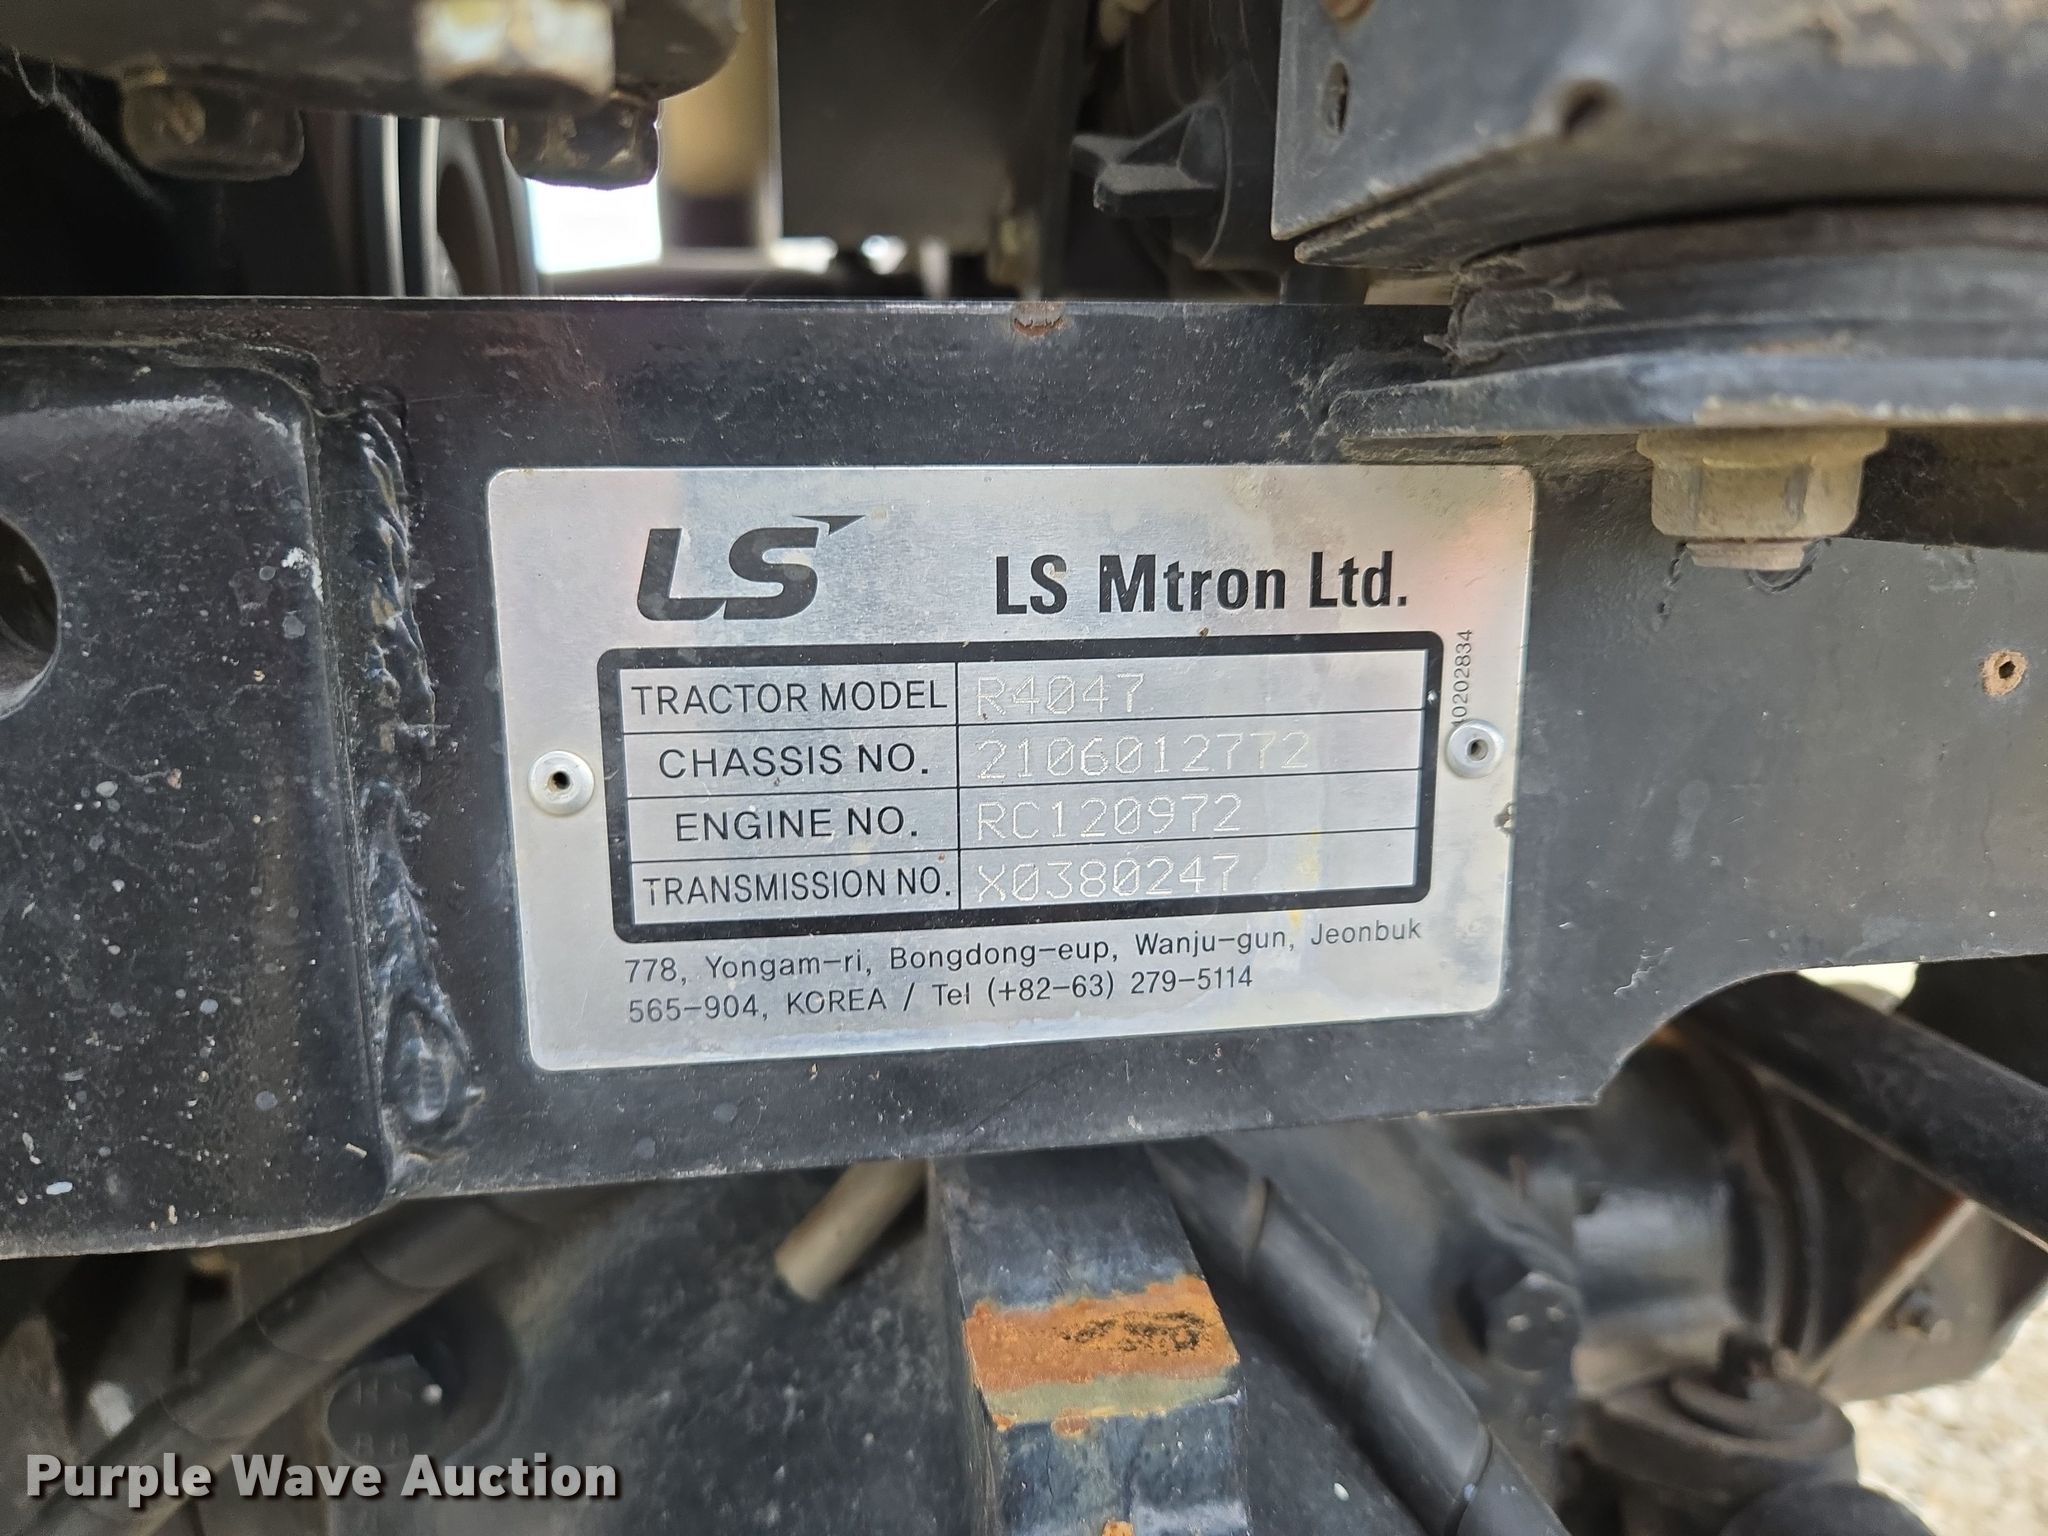 LS LS Mtron Ltd.
TRACTOR MODEL R4047
CHASSIS NO. 2106012772
ENGINE NO. RC120972
TRANSMISSION NO. X0380247
40202834
778, Yongam-ri, Bongdong-eup, Wanju-gun, Jeonbuk
565-904, KOREA / Tel (+82-63) 279-5114
Purple Wave Auction